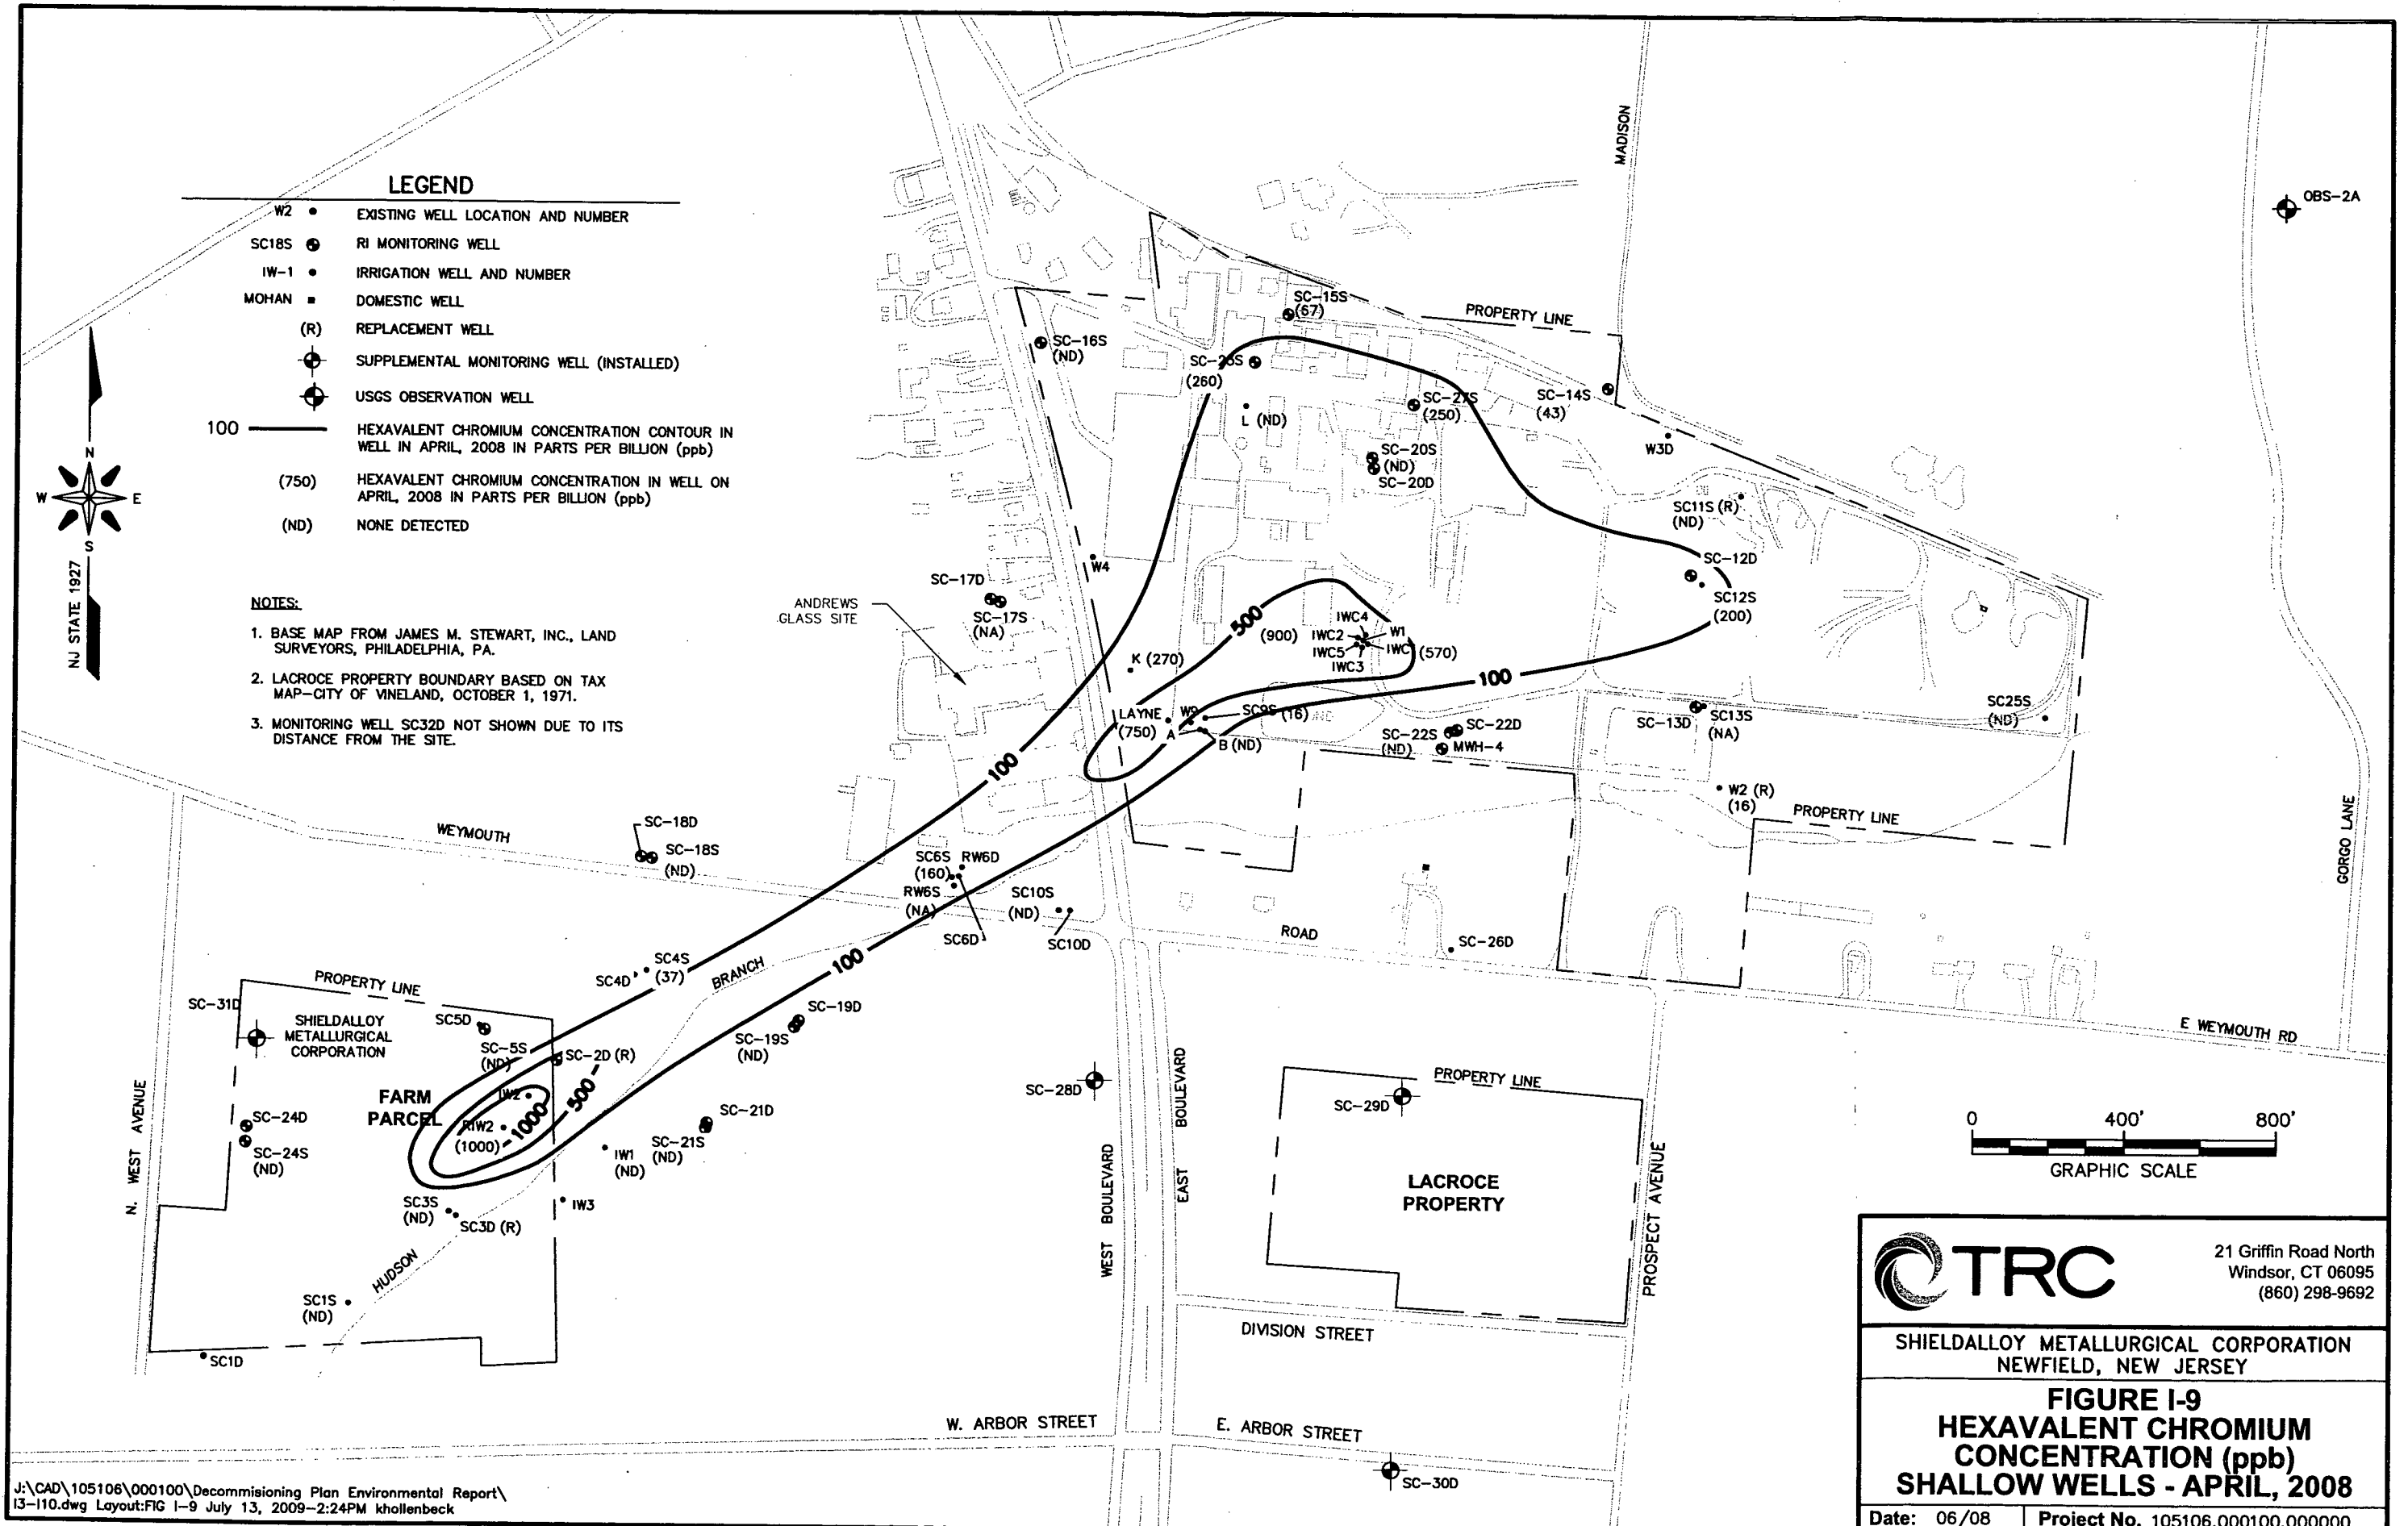 LEGEND
W2 EXISTING WELL LOCATION AND NUMBER
SC18S RI MONITORING WELL
IW-1 IRRIGATION WELL AND NUMBER
MOHAN DOMESTIC WELL
(R) REPLACEMENT WELL
SUPPLEMENTAL MONITORING WELL (INSTALLED)
USGS OBSERVATION WELL
100 HEXAVALENT CHROMIUM CONCENTRATION CONTOUR IN
WELL IN APRIL, 2008 IN PARTS PER BILLION (ppb)
(750) HEXAVALENT CHROMIUM CONCENTRATION IN WELL ON
APRIL, 2008 IN PARTS PER BILLION (ppb)
(ND) NONE DETECTED
N
W E
S
NJ STATE 1927
NOTES:
1. BASE MAP FROM JAMES M. STEWART, INC., LAND
SURVEYORS, PHILADELPHIA, PA.
2. LACROCE PROPERTY BOUNDARY BASED ON TAX
MAP-CITY OF VINELAND, OCTOBER 1, 1971.
3. MONITORING WELL SC32D NOT SHOWN DUE TO ITS
DISTANCE FROM THE SITE.
MADISON
OBS-2A
SC-15S
(67)
PROPERTY LINE
SC-16S
(ND)
SC-26S
(260)
L (ND)
SC-27S
(250)
SC-14S
(43)
W3D
SC-20S
(ND)
SC-20D
SC11S (R)
(ND)
SC-12D
SC12S
(200)
W4
SC-17D
SC-17S
(NA)
ANDREWS
GLASS SITE
500
(900)
IWC4
IWC2
W1
IWC5
IWC
(570)
IWC3
K (270)
100
LAYNE
(750)
W9
SC9S (16)
A
B (ND)
SC-22D
SC-22S
(ND)
MWH-4
SC-13D
SC13S
(NA)
SC25S
(ND)
W2 (R)
(16)
PROPERTY LINE
GORGO LANE
100
WEYMOUTH
SC-18D
SC-18S
(ND)
SC6S
(160)
RW6D
RW6S
(NA)
SC6D
SC10S
(ND)
SC10D
ROAD
SC-26D
E WEYMOUTH RD
100
BRANCH
SC4S
(37)
SC4D
PROPERTY LINE
SC-31D
SHIELDALLOY
METALLURGICAL
CORPORATION
SC5D
SC-5S
(ND)
SC-2D (R)
SC-19D
SC-19S
(ND)
500
FARM
PARCEL
IW2
RIW2
(1000)
1000
SC-24D
SC-24S
(ND)
SC-21D
SC-21S
(ND)
IW1
(ND)
IW3
SC3S
(ND)
SC3D (R)
HUDSON
SC1S
(ND)
SC1D
N. WEST AVENUE
SC-28D
WEST BOULEVARD
EAST BOULEVARD
PROPERTY LINE
SC-29D
LACROCE
PROPERTY
PROSPECT AVENUE
DIVISION STREET
W. ARBOR STREET
E. ARBOR STREET
SC-30D
0 400' 800'
GRAPHIC SCALE
TRC
21 Griffin Road North
Windsor, CT 06095
(860) 298-9692
SHIELDALLOY METALLURGICAL CORPORATION
NEWFIELD, NEW JERSEY
FIGURE I-9
HEXAVALENT CHROMIUM
CONCENTRATION (ppb)
SHALLOW WELLS - APRIL, 2008
Date: 06/08 Project No. 105106.000100.000000
J:\CAD\105106\000100\Decommisioning Plan Environmental Report\
I3-I10.dwg Layout:FIG I-9 July 13, 2009-2:24PM khollenbeck